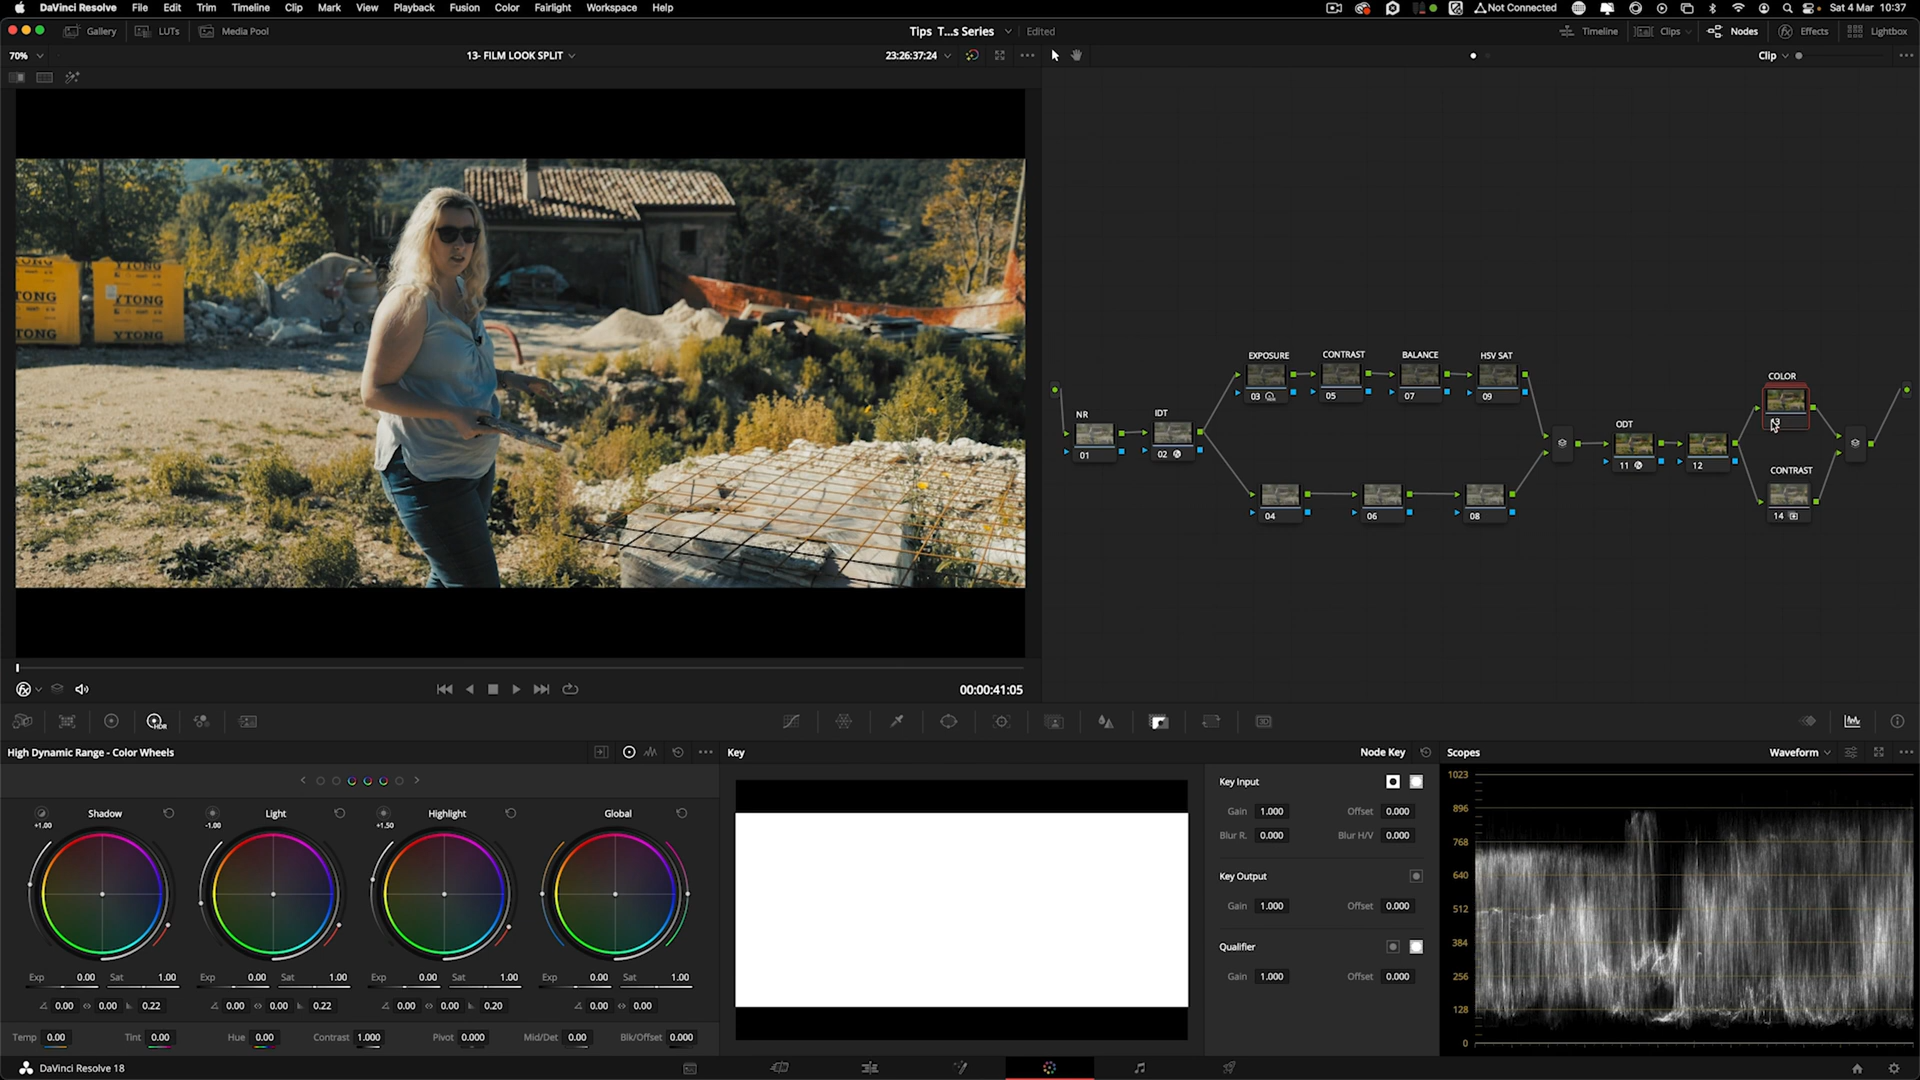 DaVinci Resolve File Edit Trim Timeline Clip Mark View Playback Fusion Color Fairlight Workspace Help
Not Connected Sat 4 Mar 10:37
Gallery LUTs Media Pool
Tips T...s Series Edited
Timeline Clips Nodes Effects Lightbox
70%
13- FILM LOOK SPLIT
23:26:37:24
Clip
YTONG
TONG
YTONG
TONG
YTONG
EXPOSURE CONTRAST BALANCE HSV SAT
03 05 07 09
COLOR
NR IDT
01 02
ODT
11 12
CONTRAST
14
04 06 08
00:00:41:05
HDR
3D
High Dynamic Range - Color Wheels
Key
Node Key
Scopes
Waveform
Shadow Light Highlight Global
+1.00 -1.00 +1.50
Exp 0.00 Sat 1.00 Exp 0.00 Sat 1.00 Exp 0.00 Sat 1.00 Exp 0.00 Sat 1.00
0.00 0.00 0.22 0.00 0.00 0.22 0.00 0.00 0.20 0.00 0.00
Temp 0.00 Tint 0.00 Hue 0.00 Contrast 1.000 Pivot 0.000 Mid/Det 0.00 Blk/Offset 0.000
Key Input
Gain 1.000 Offset 0.000
Blur R. 0.000 Blur H/V 0.000
Key Output
Gain 1.000 Offset 0.000
Qualifier
Gain 1.000 Offset 0.000
1023
896
768
640
512
384
256
128
0
DaVinci Resolve 18